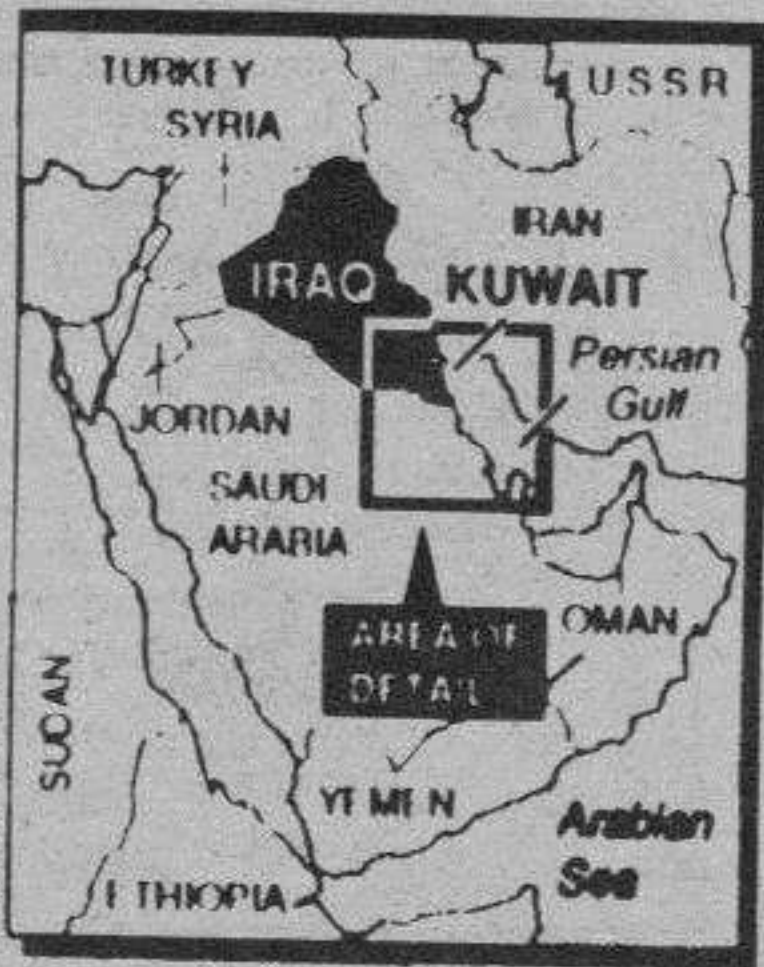 TURKEY
USSR
SYRIA
IRAN
IRAQ
KUWAIT
Persian
Gulf
JORDAN
SAUDI
ARARIA
AREA OF
DETAIL
OMAN
SUDAN
YEMEN
Arabian
Sea
ETHIOPIA